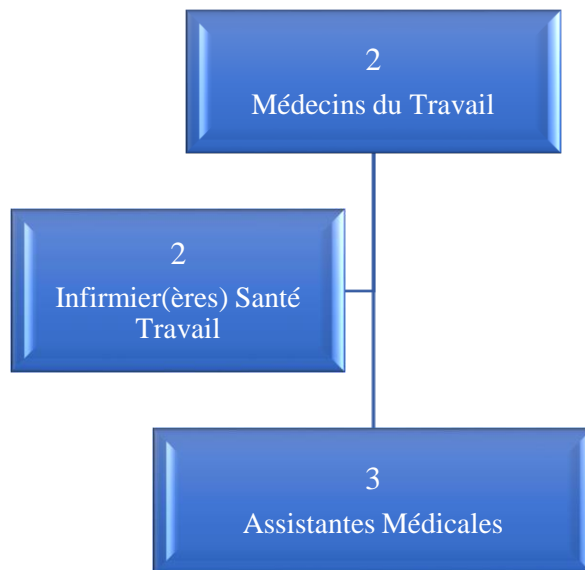 2
Médecins du Travail
2
Infirmier(ères) Santé
Travail
3
Assistantes Médicales